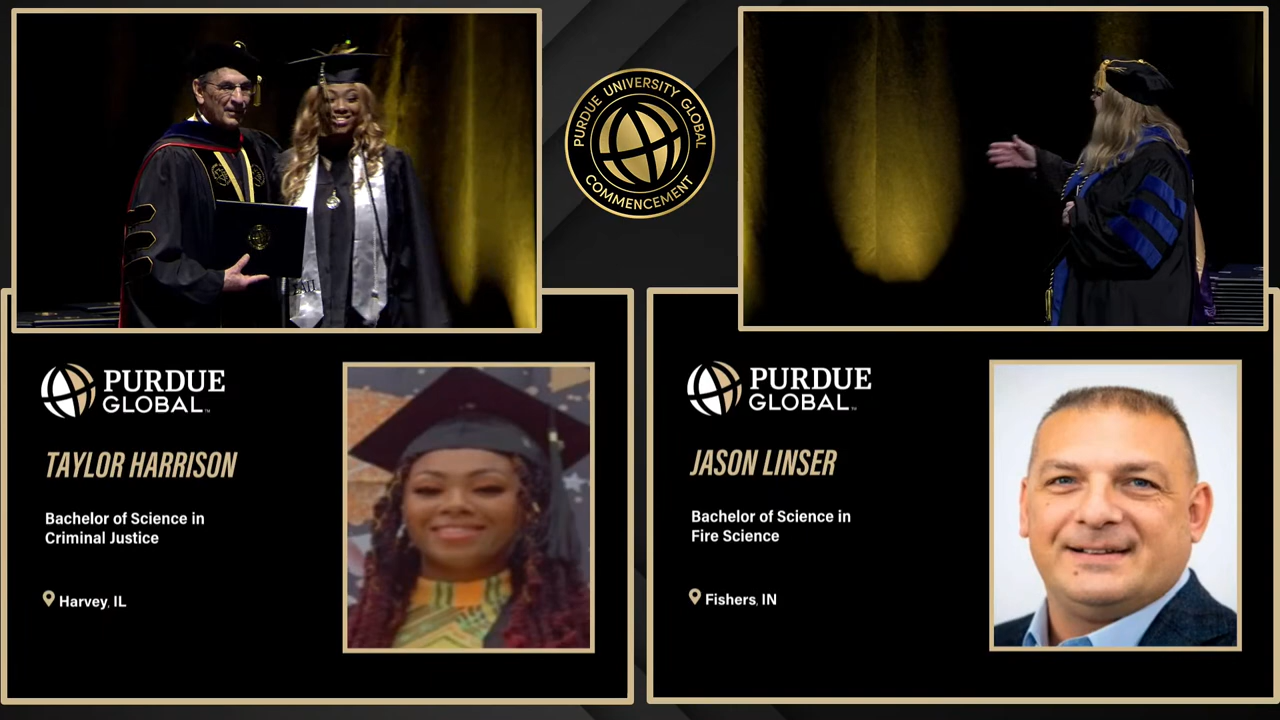 PURDUE UNIVERSITY GLOBAL
COMMENCEMENT
PURDUE
GLOBAL
TAYLOR HARRISON
Bachelor of Science in
Criminal Justice
Harvey, IL
PURDUE
GLOBAL
JASON LINSER
Bachelor of Science in
Fire Science
Fishers, IN